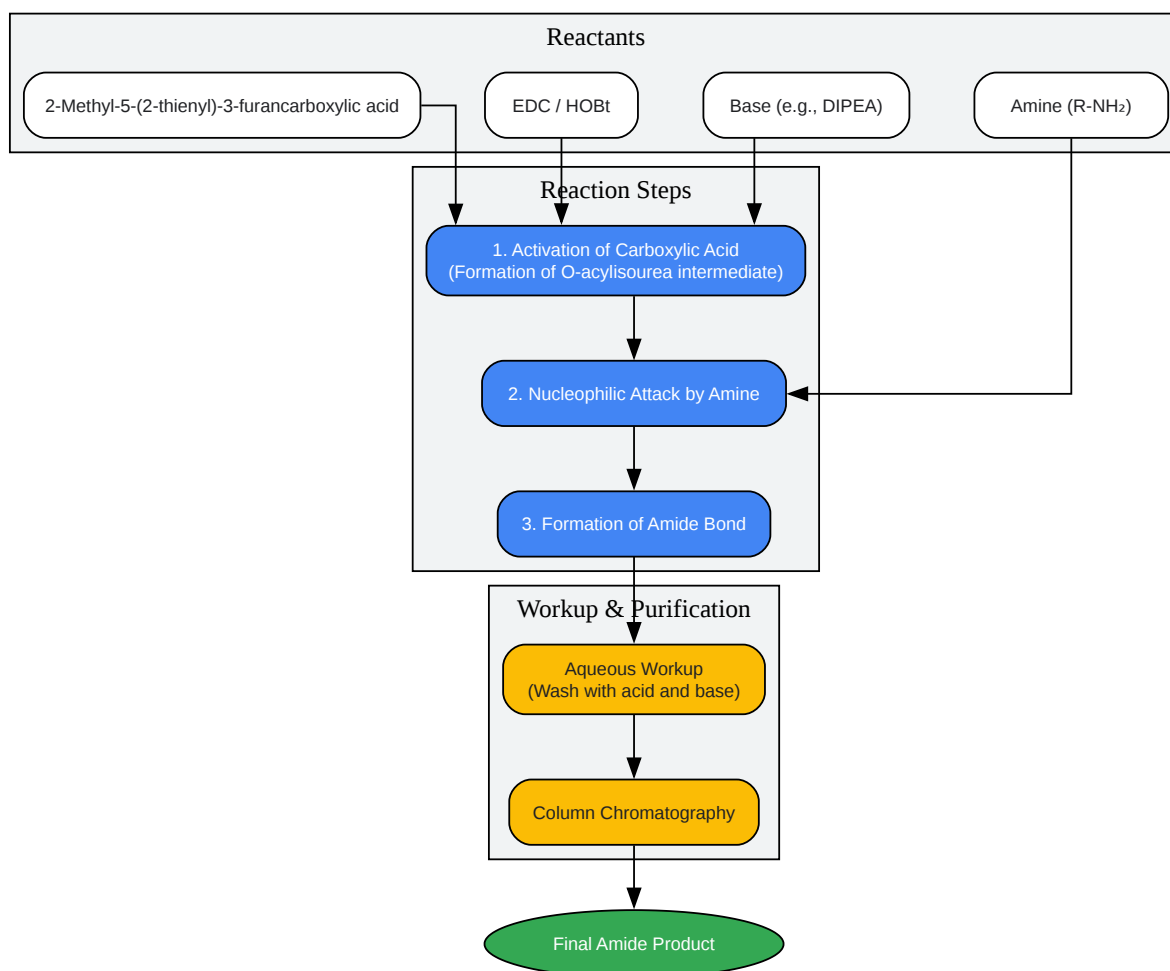 Reactants
2-Methyl-5-(2-thienyl)-3-furancarboxylic acid
EDC / HOBt
Base (e.g., DIPEA)
Amine (R-NH₂)
Reaction Steps
1. Activation of Carboxylic Acid
(Formation of O-acylisourea intermediate)
2. Nucleophilic Attack by Amine
3. Formation of Amide Bond
Workup & Purification
Aqueous Workup
(Wash with acid and base)
Column Chromatography
Final Amide Product